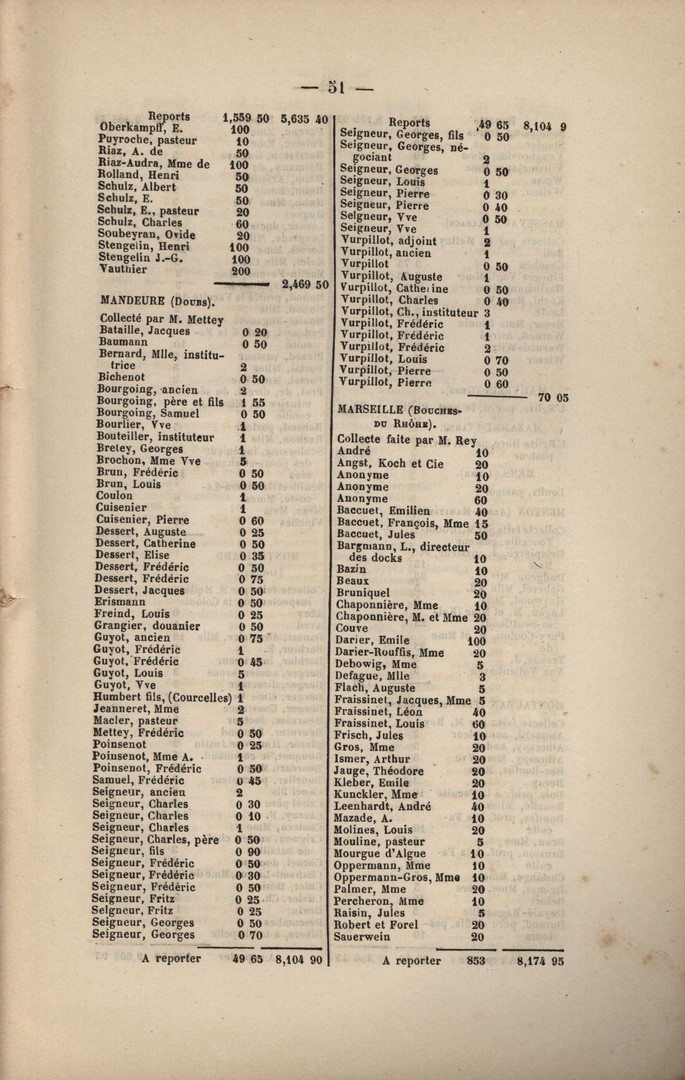 — 51 —
Reports 1,559 50 5,635 40
Oberkampff, E. 100
Puyroche, pasteur 10
Riaz, A. de 50
Riaz-Audra, Mme de 100
Rolland, Henri 50
Schulz, Albert 50
Schulz, E. 50
Schulz, E., pasteur 20
Schulz, Charles 60
Soubeyran, Ovide 20
Stengelin, Henri 100
Stengelin J.-G. 100
Vauthier 200
2,469 50
MANDEURE (Doubs).
Collecté par M. Mettey
Bataille, Jacques 0 20
Baumann 0 50
Bernard, Mlle, institu-
trice 2
Bichenot 0 50
Bourgoing, ancien 2
Bourgoing, père et fils 1 55
Bourgoing, Samuel 0 50
Bourlier, Vve 1
Bouteiller, instituteur 1
Bretey, Georges 1
Brochon, Mme Vve 5
Brun, Frédéric 0 50
Brun, Louis 0 50
Coulon 1
Cuisenier 1
Cuisenier, Pierre 0 60
Dessert, Auguste 0 25
Dessert, Catherine 0 50
Dessert, Elise 0 35
Dessert, Frédéric 0 50
Dessert, Frédéric 0 75
Dessert, Jacques 0 50
Erismann 0 50
Freind, Louis 0 25
Grangier, douanier 0 50
Guyot, ancien 0 75
Guyot, Frédéric 1
Guyot, Frédéric 0 45
Guyot, Louis 5
Guyot, Vve 1
Humbert fils, (Courcelles) 1
Jeanneret, Mme 2
Macler, pasteur 5
Mettey, Frédéric 0 50
Poinsenot 0 25
Poinsenot, Mme A. 1
Poinsenot, Frédéric 0 50
Samuel, Frédéric 0 45
Seigneur, ancien 2
Seigneur, Charles 0 30
Seigneur, Charles 0 10
Seigneur, Charles 1
Seigneur, Charles, père 0 50
Seigneur, fils 0 90
Seigneur, Frédéric 0 50
Seigneur, Frédéric 0 30
Seigneur, Frédéric 0 50
Seigneur, Fritz 0 25
Seigneur, Fritz 0 25
Seigneur, Georges 0 50
Seigneur, Georges 0 70
A reporter 49 65 8,104 90
Reports 49 65 8,104 9
Seigneur, Georges, fils 0 50
Seigneur, Georges, né-
gociant 2
Seigneur, Georges 0 50
Seigneur, Louis 1
Seigneur, Pierre 0 30
Seigneur, Pierre 0 40
Seigneur, Vve 0 50
Seigneur, Vve 1
Vurpillot, adjoint 2
Vurpillot, ancien 1
Vurpillot 0 50
Vurpillot, Auguste 1
Vurpillot, Catherine 0 50
Vurpillot, Charles 0 40
Vurpillot, Ch., instituteur 3
Vurpillot, Frédéric 1
Vurpillot, Frédéric 1
Vurpillot, Frédéric 2
Vurpillot, Louis 0 70
Vurpillot, Pierre 0 50
Vurpillot, Pierre 0 60
70 05
MARSEILLE (Bouches-
du Rhône).
Collecte faite par M. Rey
André 10
Angst, Koch et Cie 20
Anonyme 10
Anonyme 20
Anonyme 60
Baccuet, Emilien 40
Baccuet, François, Mme 15
Baccuet, Jules 50
Bargmann, L., directeur
des docks 10
Bazin 10
Beaux 20
Bruniquel 20
Chaponnière, Mme 10
Chaponnière, M. et Mme 20
Couve 20
Darier, Emile 100
Darier-Rouffis, Mme 20
Debowig, Mme 5
Defague, Mlle 3
Flach, Auguste 5
Fraissinet, Jacques, Mme 5
Fraissinet, Léon 40
Fraissinet, Louis 60
Frisch, Jules 10
Gros, Mme 20
Ismer, Arthur 20
Jauge, Théodore 20
Kleber, Emile 20
Kunckler, Mme 10
Leenhardt, André 40
Mazade, A. 10
Molines, Louis 20
Mouline, pasteur 5
Mourgue d'Algue 10
Oppermann, Mme 10
Oppermann-Gros, Mme 10
Palmer, Mme 20
Percheron, Mme 10
Raisin, Jules 5
Robert et Forel 20
Sauerwein 20
A reporter 853 8,174 95